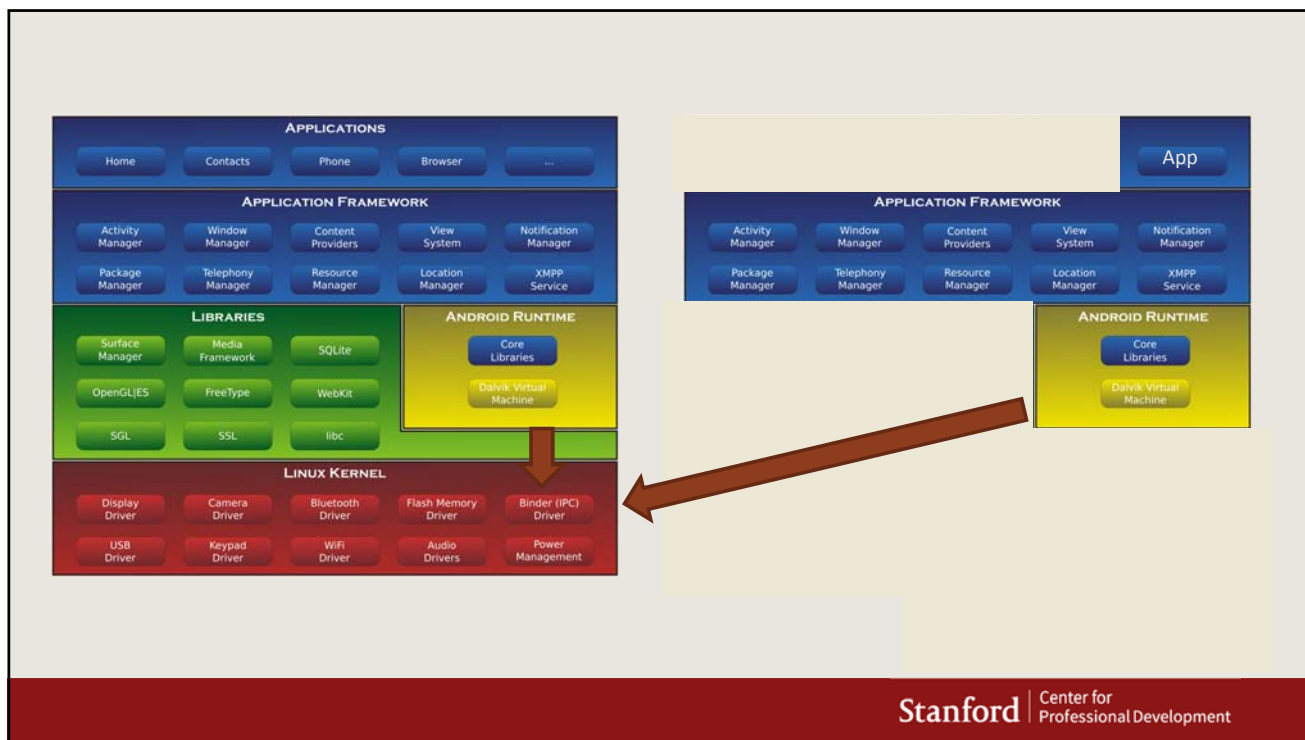 APPLICATIONS
Home Contacts Phone Browser ...
APPLICATION FRAMEWORK
Activity Manager
Window Manager
Content Providers
View System
Notification Manager
Package Manager
Telephony Manager
Resource Manager
Location Manager
XMPP Service
LIBRARIES
Surface Manager
Media Framework
SQLite
OpenGL|ES
FreeType
WebKit
SGL
SSL
libc
ANDROID RUNTIME
Core Libraries
Dalvik Virtual Machine
LINUX KERNEL
Display Driver
Camera Driver
Bluetooth Driver
Flash Memory Driver
Binder (IPC) Driver
USB Driver
Keypad Driver
WiFi Driver
Audio Drivers
Power Management
App
APPLICATION FRAMEWORK
Activity Manager
Window Manager
Content Providers
View System
Notification Manager
Package Manager
Telephony Manager
Resource Manager
Location Manager
XMPP Service
ANDROID RUNTIME
Core Libraries
Dalvik Virtual Machine
Stanford
Center for
Professional Development